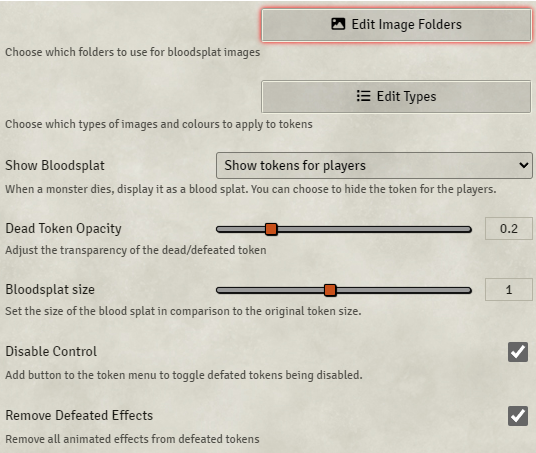 Edit Image Folders
Choose which folders to use for bloodsplat images
Edit Types
Choose which types of images and colours to apply to tokens
Show Bloodsplat
Show tokens for players
When a monster dies, display it as a blood splat. You can choose to hide the token for the players.
Dead Token Opacity
0.2
Adjust the transparency of the dead/defeated token
Bloodsplat size
1
Set the size of the blood splat in comparison to the original token size.
Disable Control
Add button to the token menu to toggle defated tokens being disabled.
Remove Defeated Effects
Remove all animated effects from defeated tokens